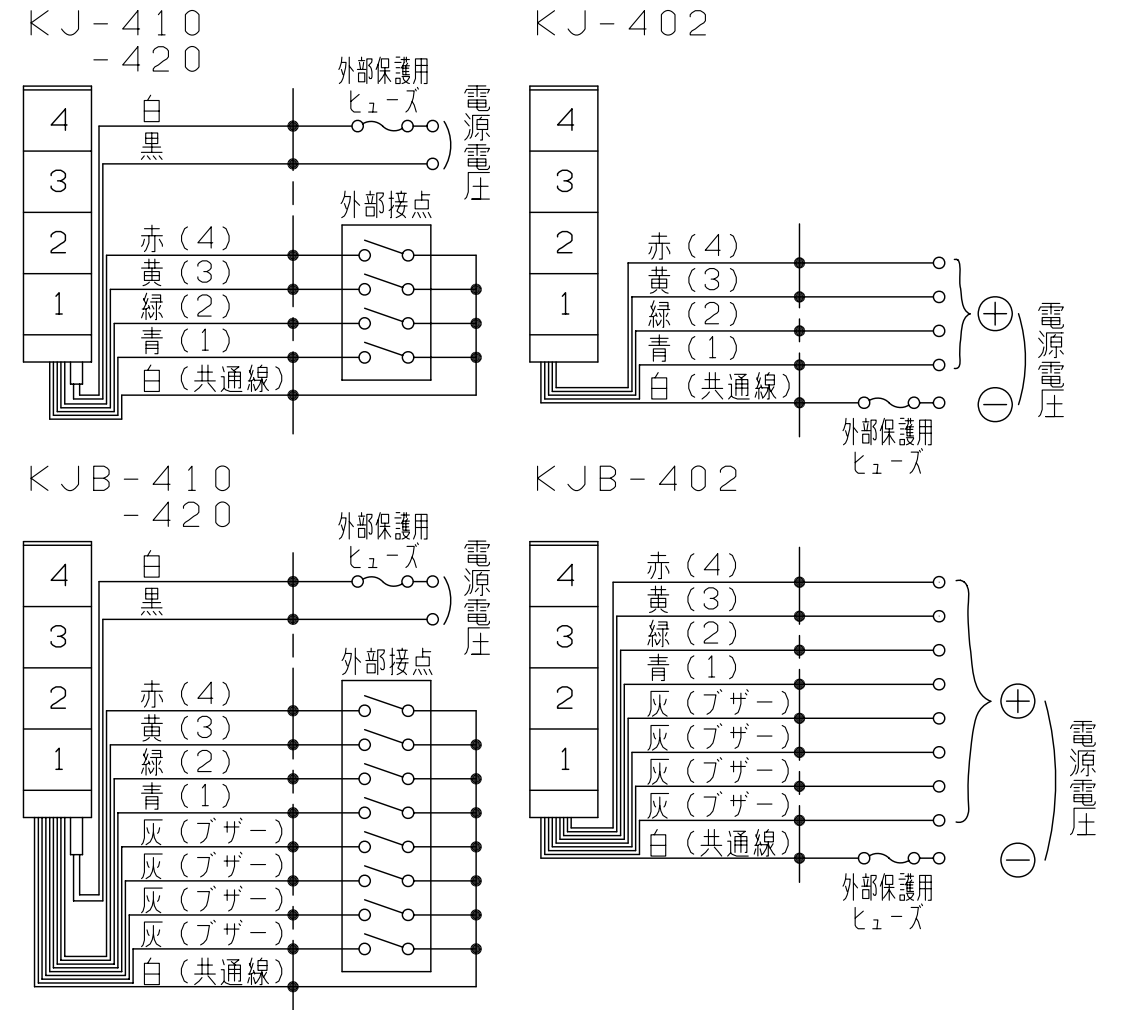 KJ-410
-420
外部保護用
ヒューズ
電源電圧
4
3
2
1
白
黒
外部接点
赤(4)
黄(3)
緑(2)
青(1)
白(共通線)
KJ-402
4
3
2
1
赤(4)
黄(3)
緑(2)
青(1)
白(共通線)
外部保護用
ヒューズ
+
−
電源電圧
KJB-410
-420
外部保護用
ヒューズ
電源電圧
4
3
2
1
白
黒
外部接点
赤(4)
黄(3)
緑(2)
青(1)
灰(ブザー)
灰(ブザー)
灰(ブザー)
灰(ブザー)
白(共通線)
KJB-402
4
3
2
1
赤(4)
黄(3)
緑(2)
青(1)
灰(ブザー)
灰(ブザー)
灰(ブザー)
灰(ブザー)
白(共通線)
外部保護用
ヒューズ
+
−
電源電圧